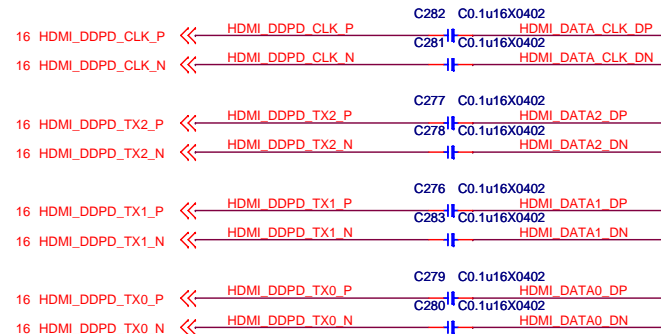 C282 C0.1u16X0402
16 HDMI_DDPD_CLK_P HDMI_DDPD_CLK_P HDMI_DATA_CLK_DP
C281 C0.1u16X0402
16 HDMI_DDPD_CLK_N HDMI_DDPD_CLK_N HDMI_DATA_CLK_DN
C277 C0.1u16X0402
16 HDMI_DDPD_TX2_P HDMI_DDPD_TX2_P HDMI_DATA2_DP
C278 C0.1u16X0402
16 HDMI_DDPD_TX2_N HDMI_DDPD_TX2_N HDMI_DATA2_DN
C276 C0.1u16X0402
16 HDMI_DDPD_TX1_P HDMI_DDPD_TX1_P HDMI_DATA1_DP
C283 C0.1u16X0402
16 HDMI_DDPD_TX1_N HDMI_DDPD_TX1_N HDMI_DATA1_DN
C279 C0.1u16X0402
16 HDMI_DDPD_TX0_P HDMI_DDPD_TX0_P HDMI_DATA0_DP
C280 C0.1u16X0402
16 HDMI_DDPD_TX0_N HDMI_DDPD_TX0_N HDMI_DATA0_DN